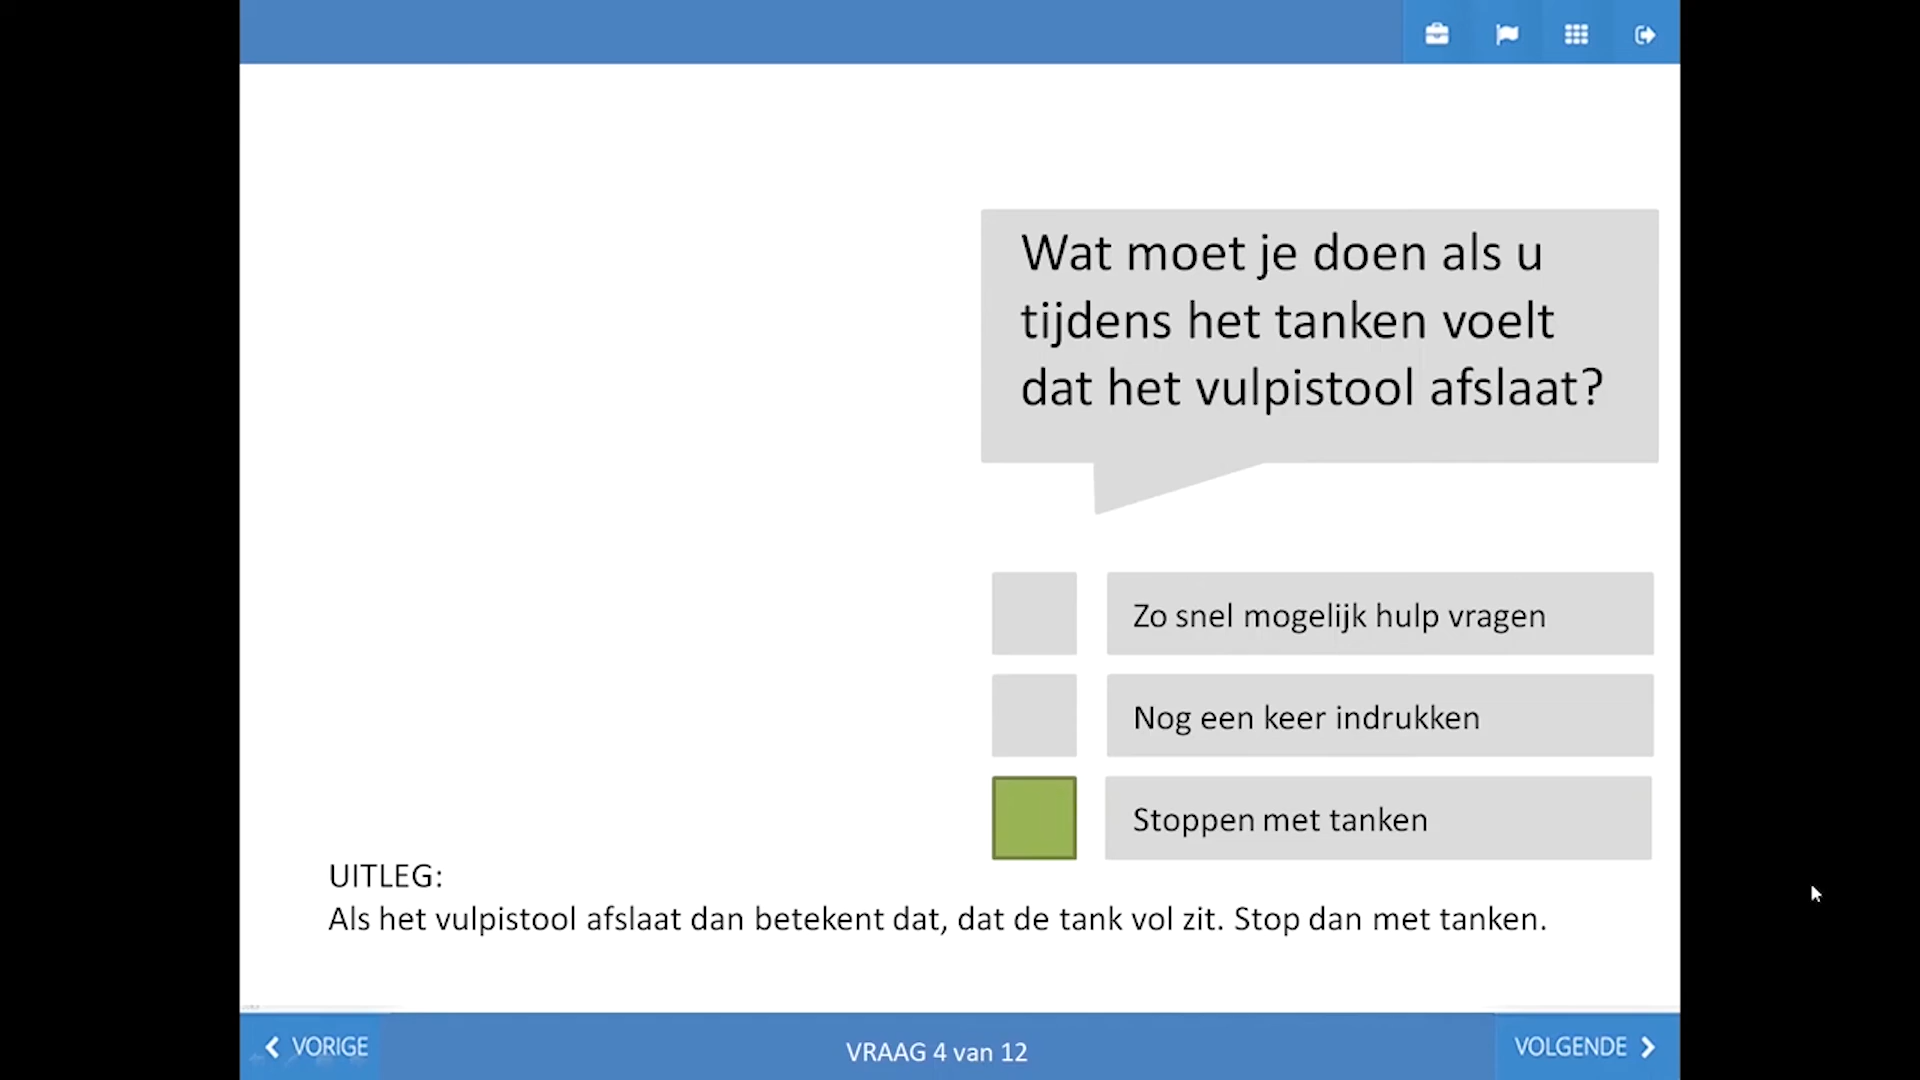 Wat moet je doen als u
tijdens het tanken voelt
dat het vulpistool afslaat?
Zo snel mogelijk hulp vragen
Nog een keer indrukken
Stoppen met tanken
UITLEG:
Als het vulpistool afslaat dan betekent dat, dat de tank vol zit. Stop dan met tanken.
VORIGE
VRAAG 4 van 12
VOLGENDE